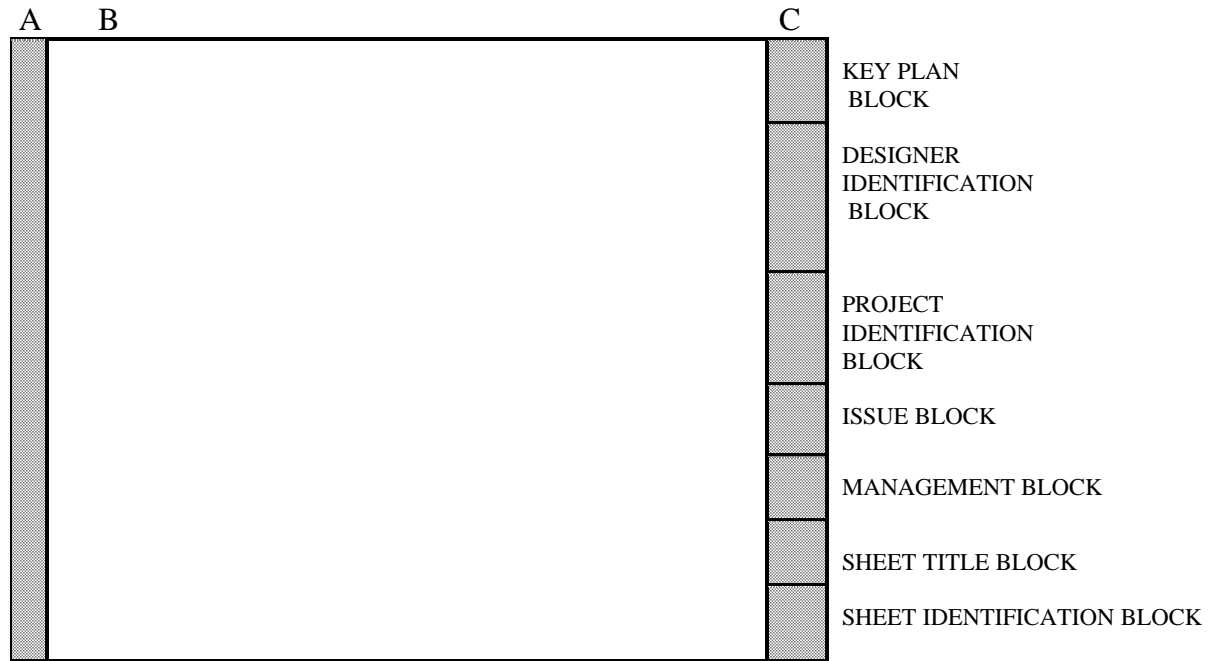 A B C
KEY PLAN
BLOCK
DESIGNER
IDENTIFICATION
BLOCK
PROJECT
IDENTIFICATION
BLOCK
ISSUE BLOCK
MANAGEMENT BLOCK
SHEET TITLE BLOCK
SHEET IDENTIFICATION BLOCK